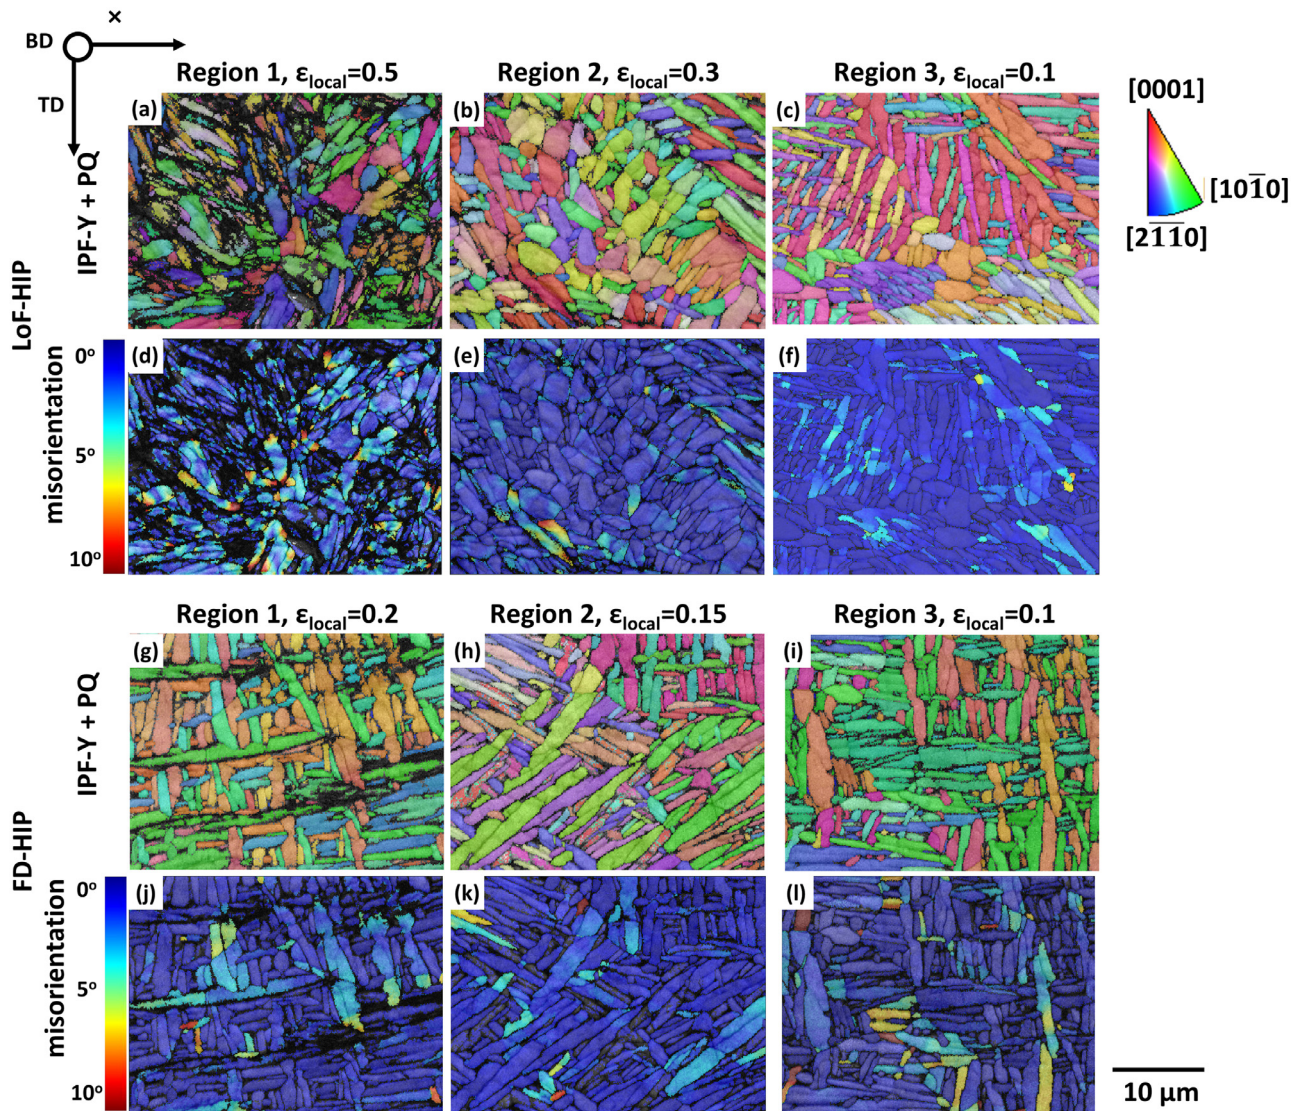 ×
BD
TD
Region 1, εlocal=0.5
Region 2, εlocal=0.3
Region 3, εlocal=0.1
(a)
(b)
(c)
[0001]
[101̅0]
[21̅1̅0]
IPF-Y + PQ
LoF-HIP
(d)
(e)
(f)
0°
5°
10°
misorientation
Region 1, εlocal=0.2
Region 2, εlocal=0.15
Region 3, εlocal=0.1
(g)
(h)
(i)
IPF-Y + PQ
FD-HIP
(j)
(k)
(l)
0°
5°
10°
misorientation
10 μm